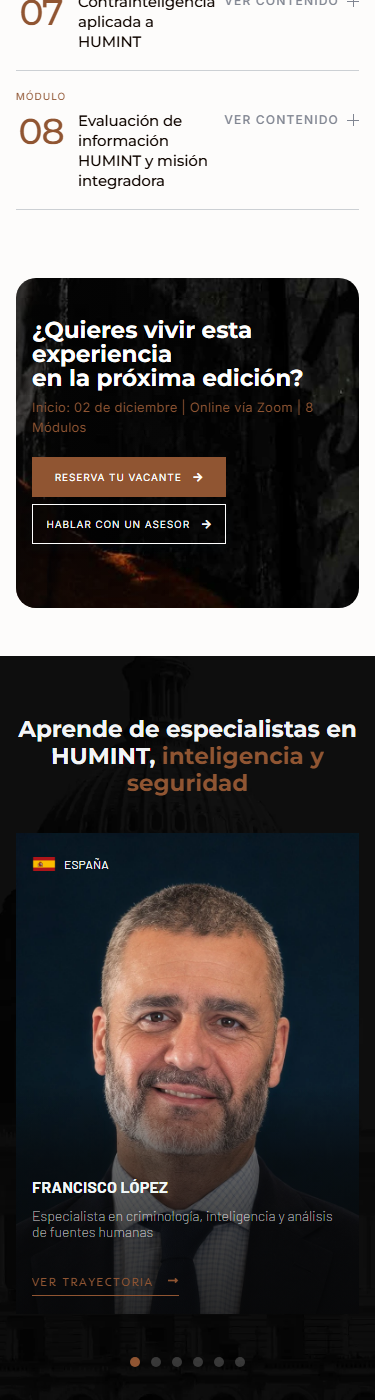 07
Contrainteligencia
aplicada a
HUMINT
VER CONTENIDO
MÓDULO
08
Evaluación de
información
HUMINT y misión
integradora
VER CONTENIDO
¿Quieres vivir esta
experiencia
en la próxima edición?
Inicio: 02 de diciembre | Online vía Zoom | 8
Módulos
RESERVA TU VACANTE →
HABLAR CON UN ASESOR →
Aprende de especialistas en
HUMINT, inteligencia y
seguridad
ESPAÑA
FRANCISCO LÓPEZ
Especialista en criminología, inteligencia y análisis
de fuentes humanas
VER TRAYECTORIA →